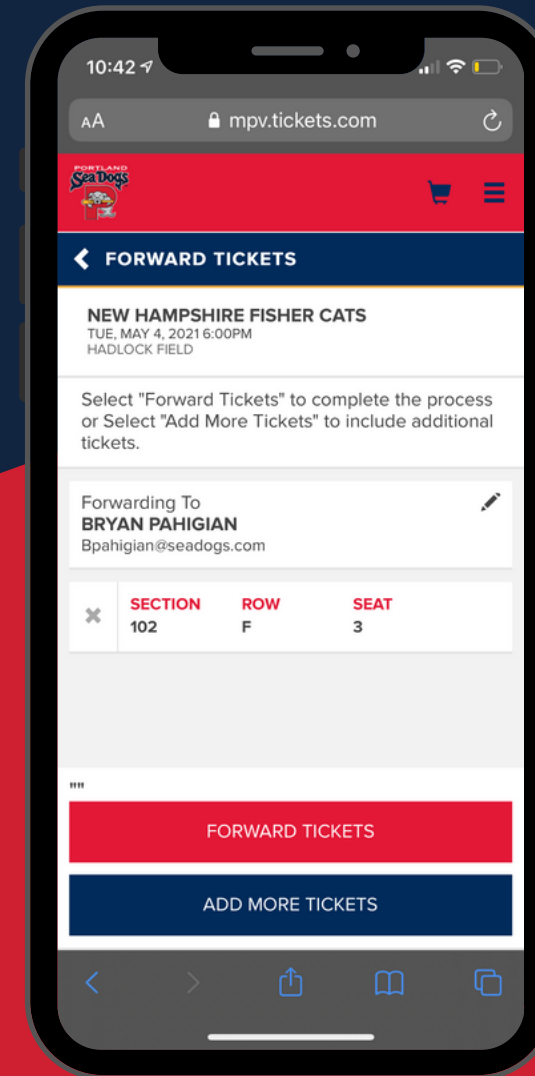 10:42
AA mpv.tickets.com
PORTLAND
Sea Dogs
P
FORWARD TICKETS
NEW HAMPSHIRE FISHER CATS
TUE, MAY 4, 2021 6:00PM
HADLOCK FIELD
Select "Forward Tickets" to complete the process
or Select "Add More Tickets" to include additional
tickets.
Forwarding To
BRYAN PAHIGIAN
Bpahigian@seadogs.com
SECTION ROW SEAT
102 F 3
""
FORWARD TICKETS
ADD MORE TICKETS